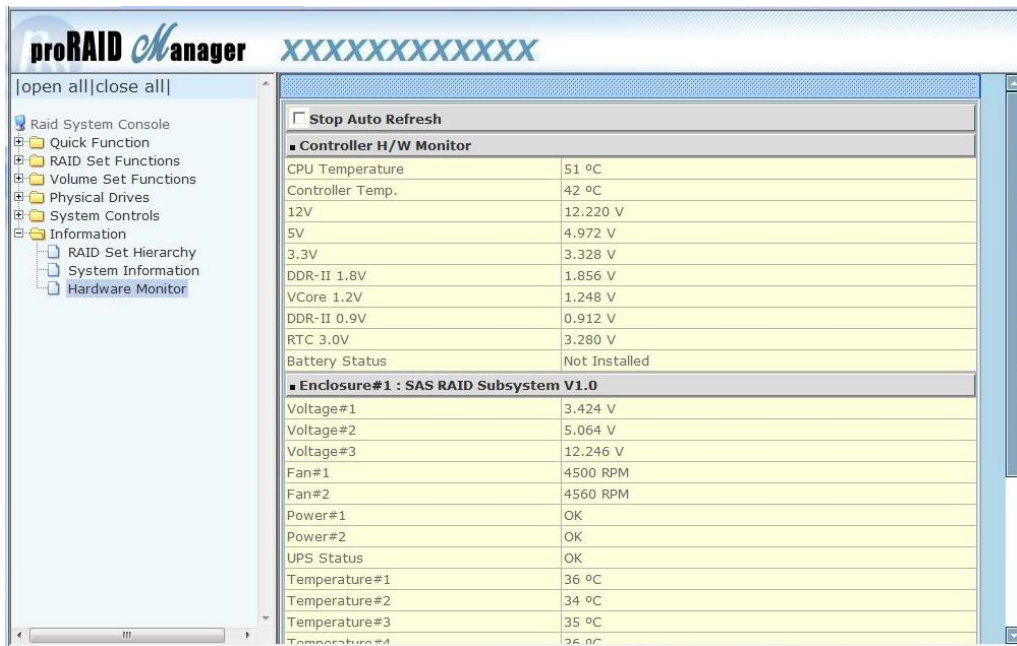 proRAID Manager XXXXXXXXXXXX
|open all|close all|
Raid System Console
Quick Function
RAID Set Functions
Volume Set Functions
Physical Drives
System Controls
Information
RAID Set Hierarchy
System Information
Hardware Monitor
Stop Auto Refresh
Controller H/W Monitor
CPU Temperature 51 ºC
Controller Temp. 42 ºC
12V 12.220 V
5V 4.972 V
3.3V 3.328 V
DDR-II 1.8V 1.856 V
VCore 1.2V 1.248 V
DDR-II 0.9V 0.912 V
RTC 3.0V 3.280 V
Battery Status Not Installed
Enclosure#1 : SAS RAID Subsystem V1.0
Voltage#1 3.424 V
Voltage#2 5.064 V
Voltage#3 12.246 V
Fan#1 4500 RPM
Fan#2 4560 RPM
Power#1 OK
Power#2 OK
UPS Status OK
Temperature#1 36 ºC
Temperature#2 34 ºC
Temperature#3 35 ºC
Temperature#4 36 ºC